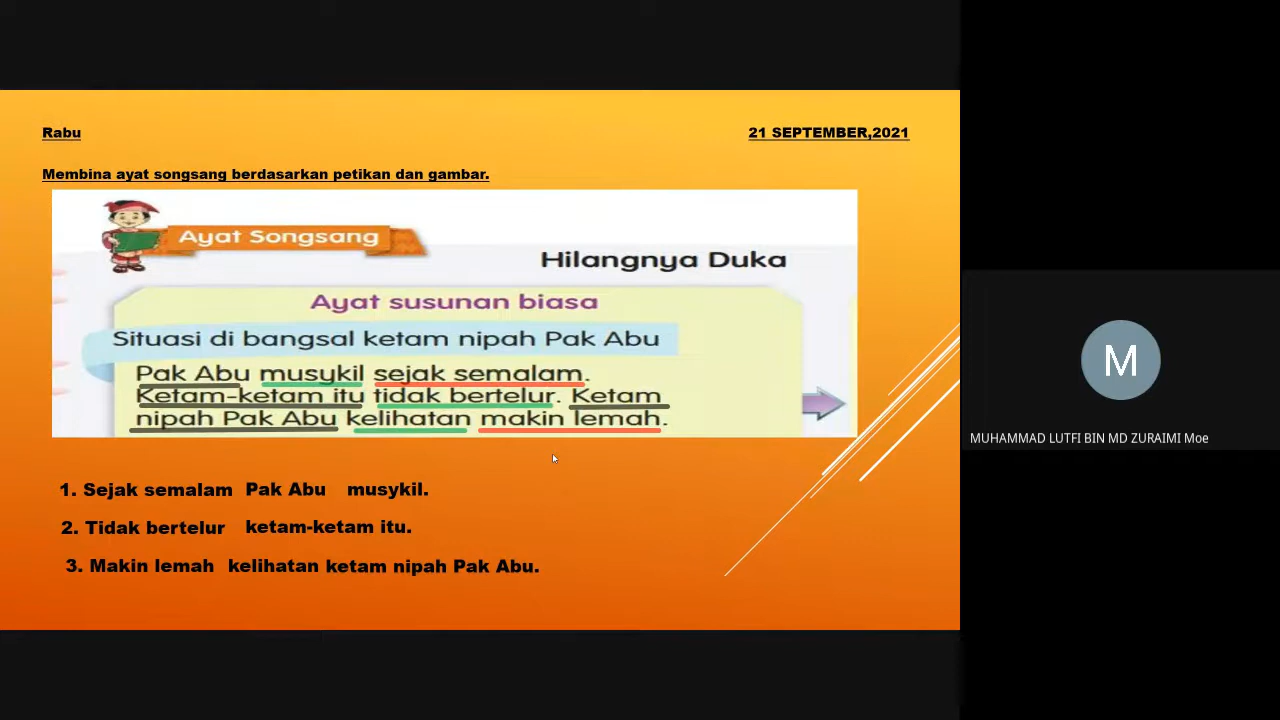 Rabu
21 SEPTEMBER,2021
Membina ayat songsang berdasarkan petikan dan gambar.
Ayat Songsang
Hilangnya Duka
Ayat susunan biasa
Situasi di bangsal ketam nipah Pak Abu
Pak Abu musykil sejak semalam.
Ketam-ketam itu tidak bertelur. Ketam
nipah Pak Abu kelihatan makin lemah.
1. Sejak semalam Pak Abu musykil.
2. Tidak bertelur ketam-ketam itu.
3. Makin lemah kelihatan ketam nipah Pak Abu.
M
MUHAMMAD LUTFI BIN MD ZURAIMI Moe